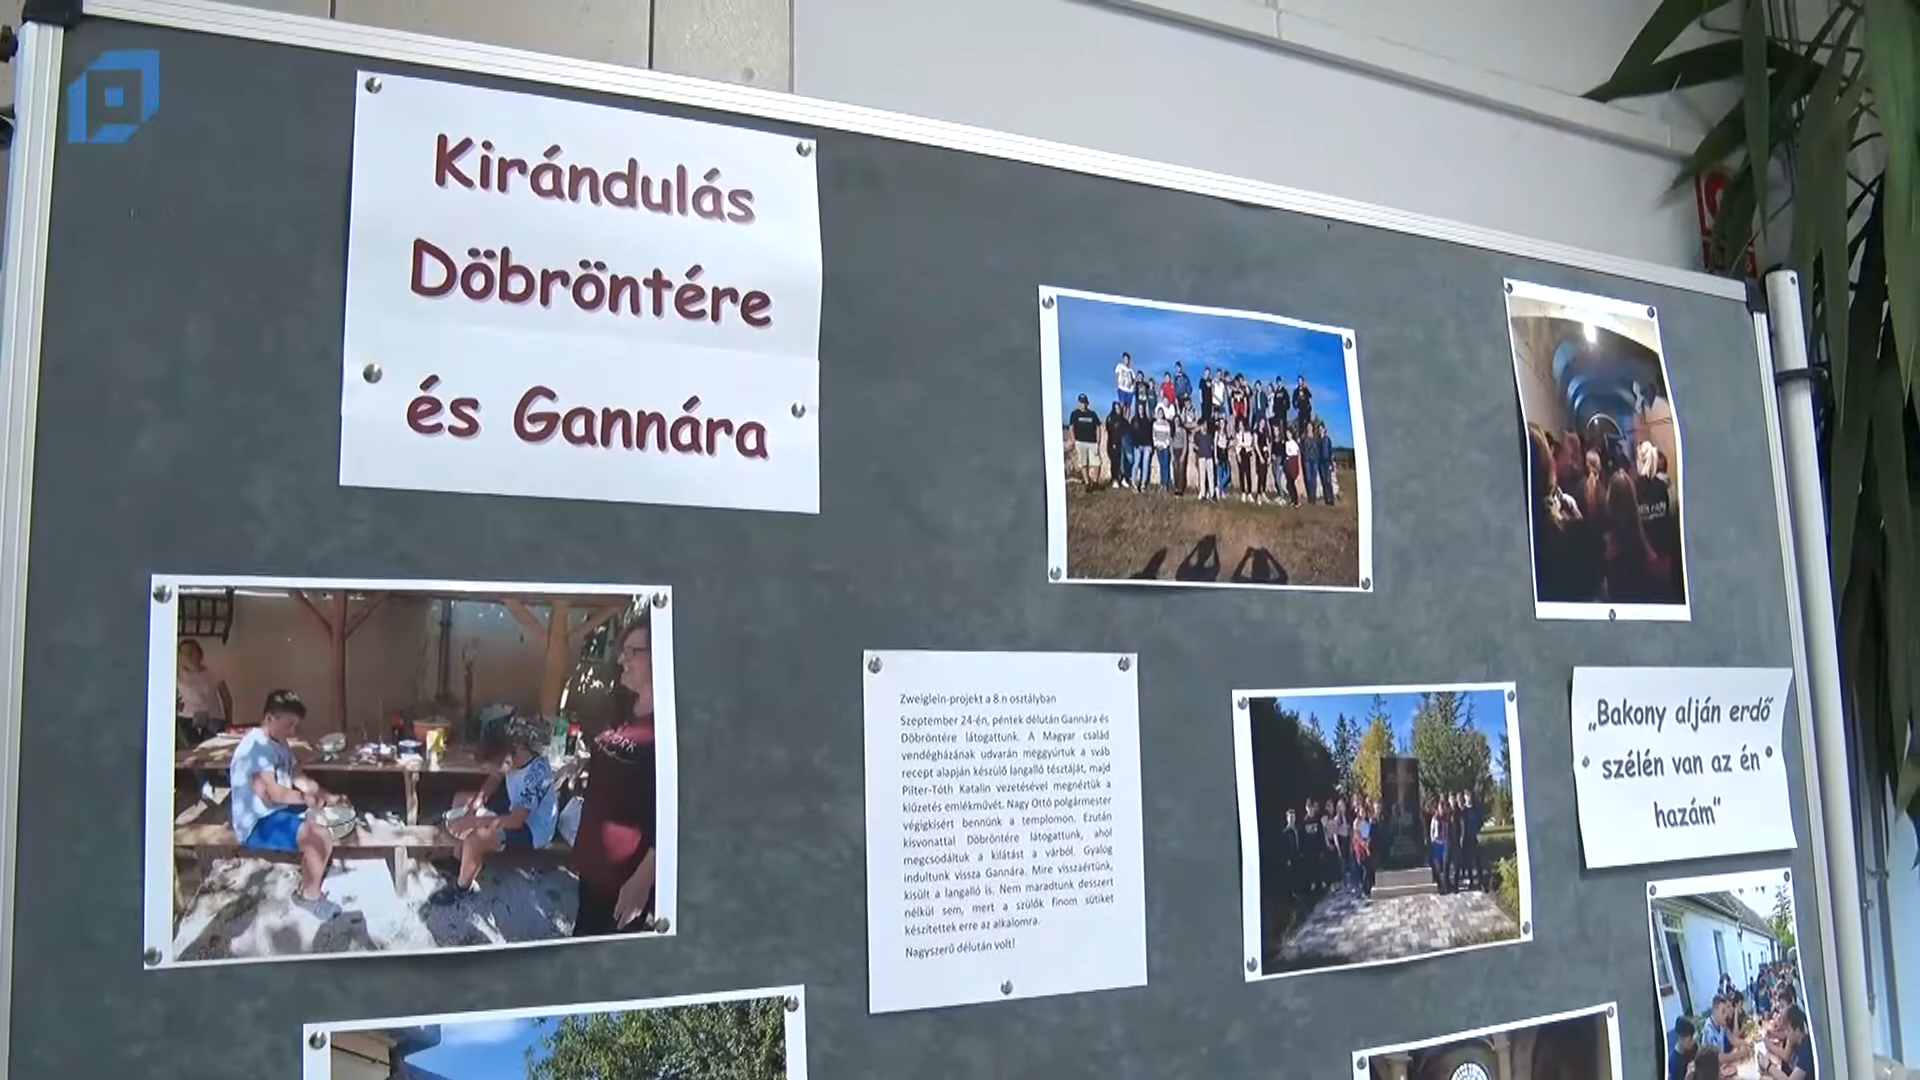 Kirándulás
Döbröntére
és Gannára
Zweiglein-projekt a 8.n osztályban
Szeptember 24-én, péntek délután Gannára és
Döbröntére látogattunk. A Magyar család
vendégházának udvarán meggyúrtuk a sváb
recept alapján készülő langalló tésztáját, majd
Pilter-Tóth Katalin vezetésével megnéztük a
kiűzetés emlékművét. Nagy Ottó polgármester
végigkísért bennünk a templomon. Ezután
kisvonattal Döbröntére látogattunk, ahol
megcsodáltuk a kilátást a várból. Gyalog
indultunk vissza Gannára. Mire visszaértünk,
kisült a langalló is. Nem maradtunk desszert
nélkül sem, mert a szülők finom sütiket
készítettek erre az alkalomra.
Nagyszerű délután volt!
„Bakony alján erdő
szélén van az én
hazám"